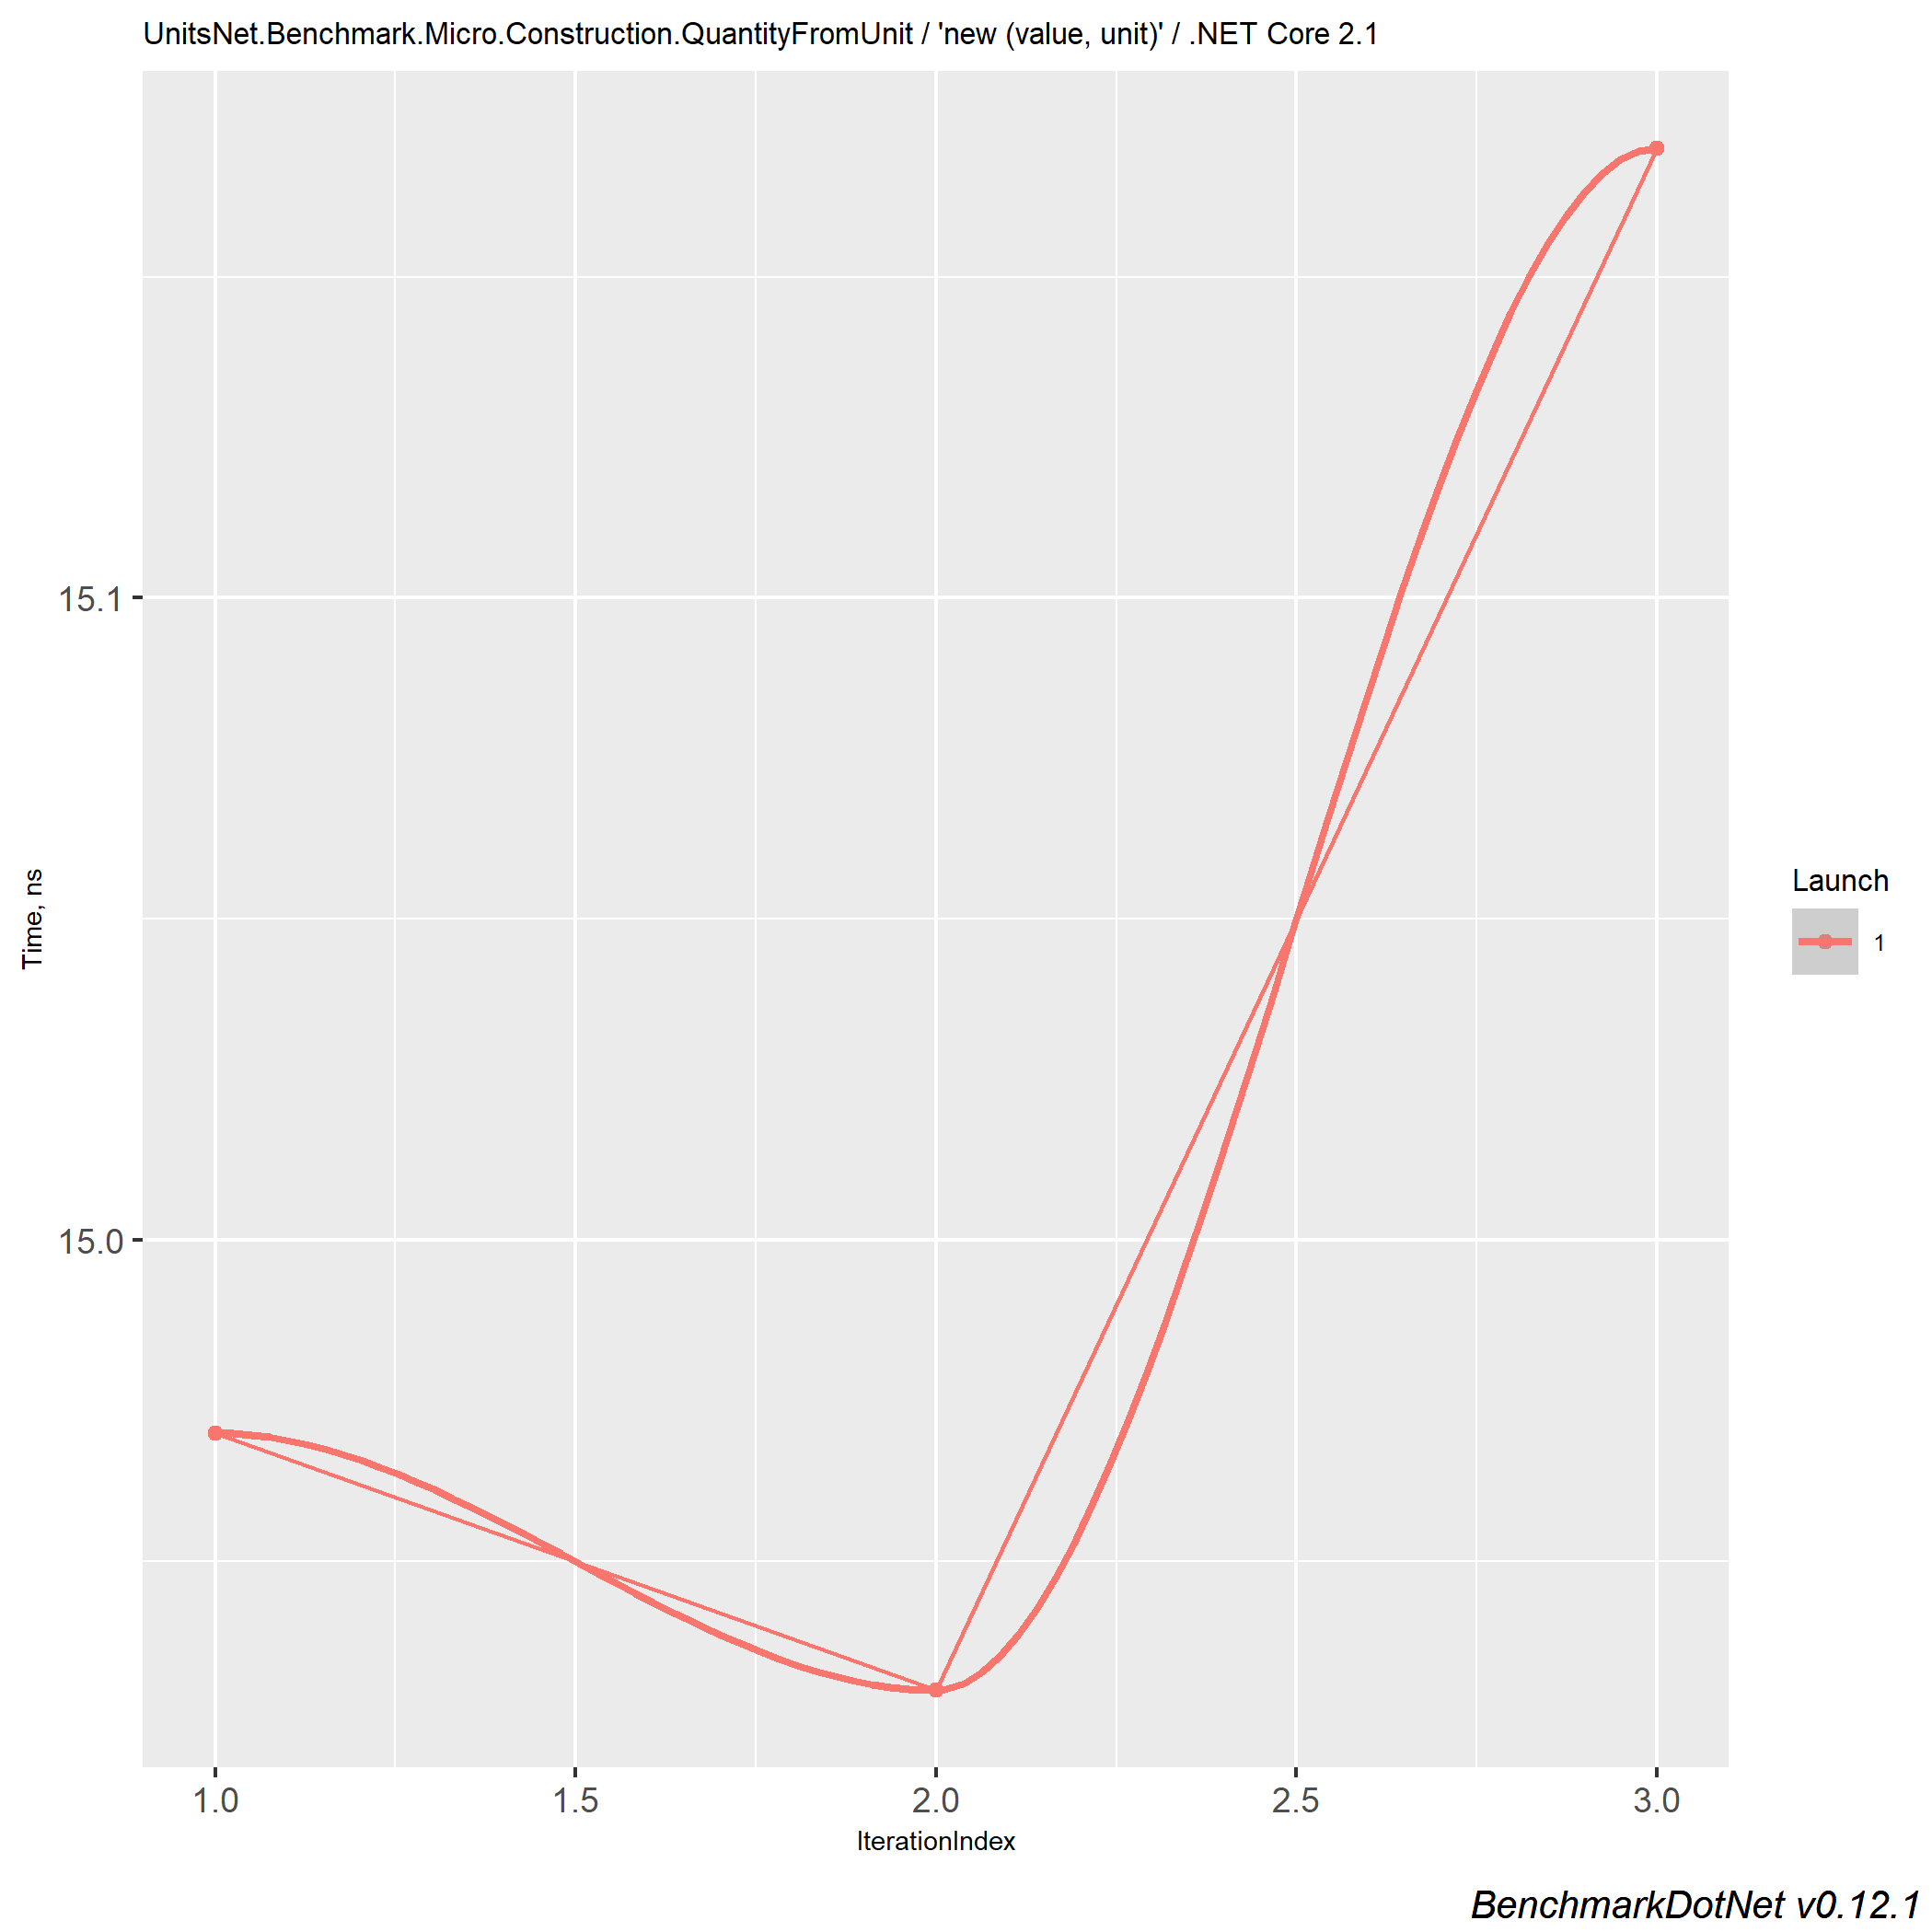 UnitsNet.Benchmark.Micro.Construction.QuantityFromUnit / 'new (value, unit)' / .NET Core 2.1
15.1
15.0
Time, ns
Launch
1
1.0 1.5 2.0 2.5 3.0
IterationIndex
BenchmarkDotNet v0.12.1